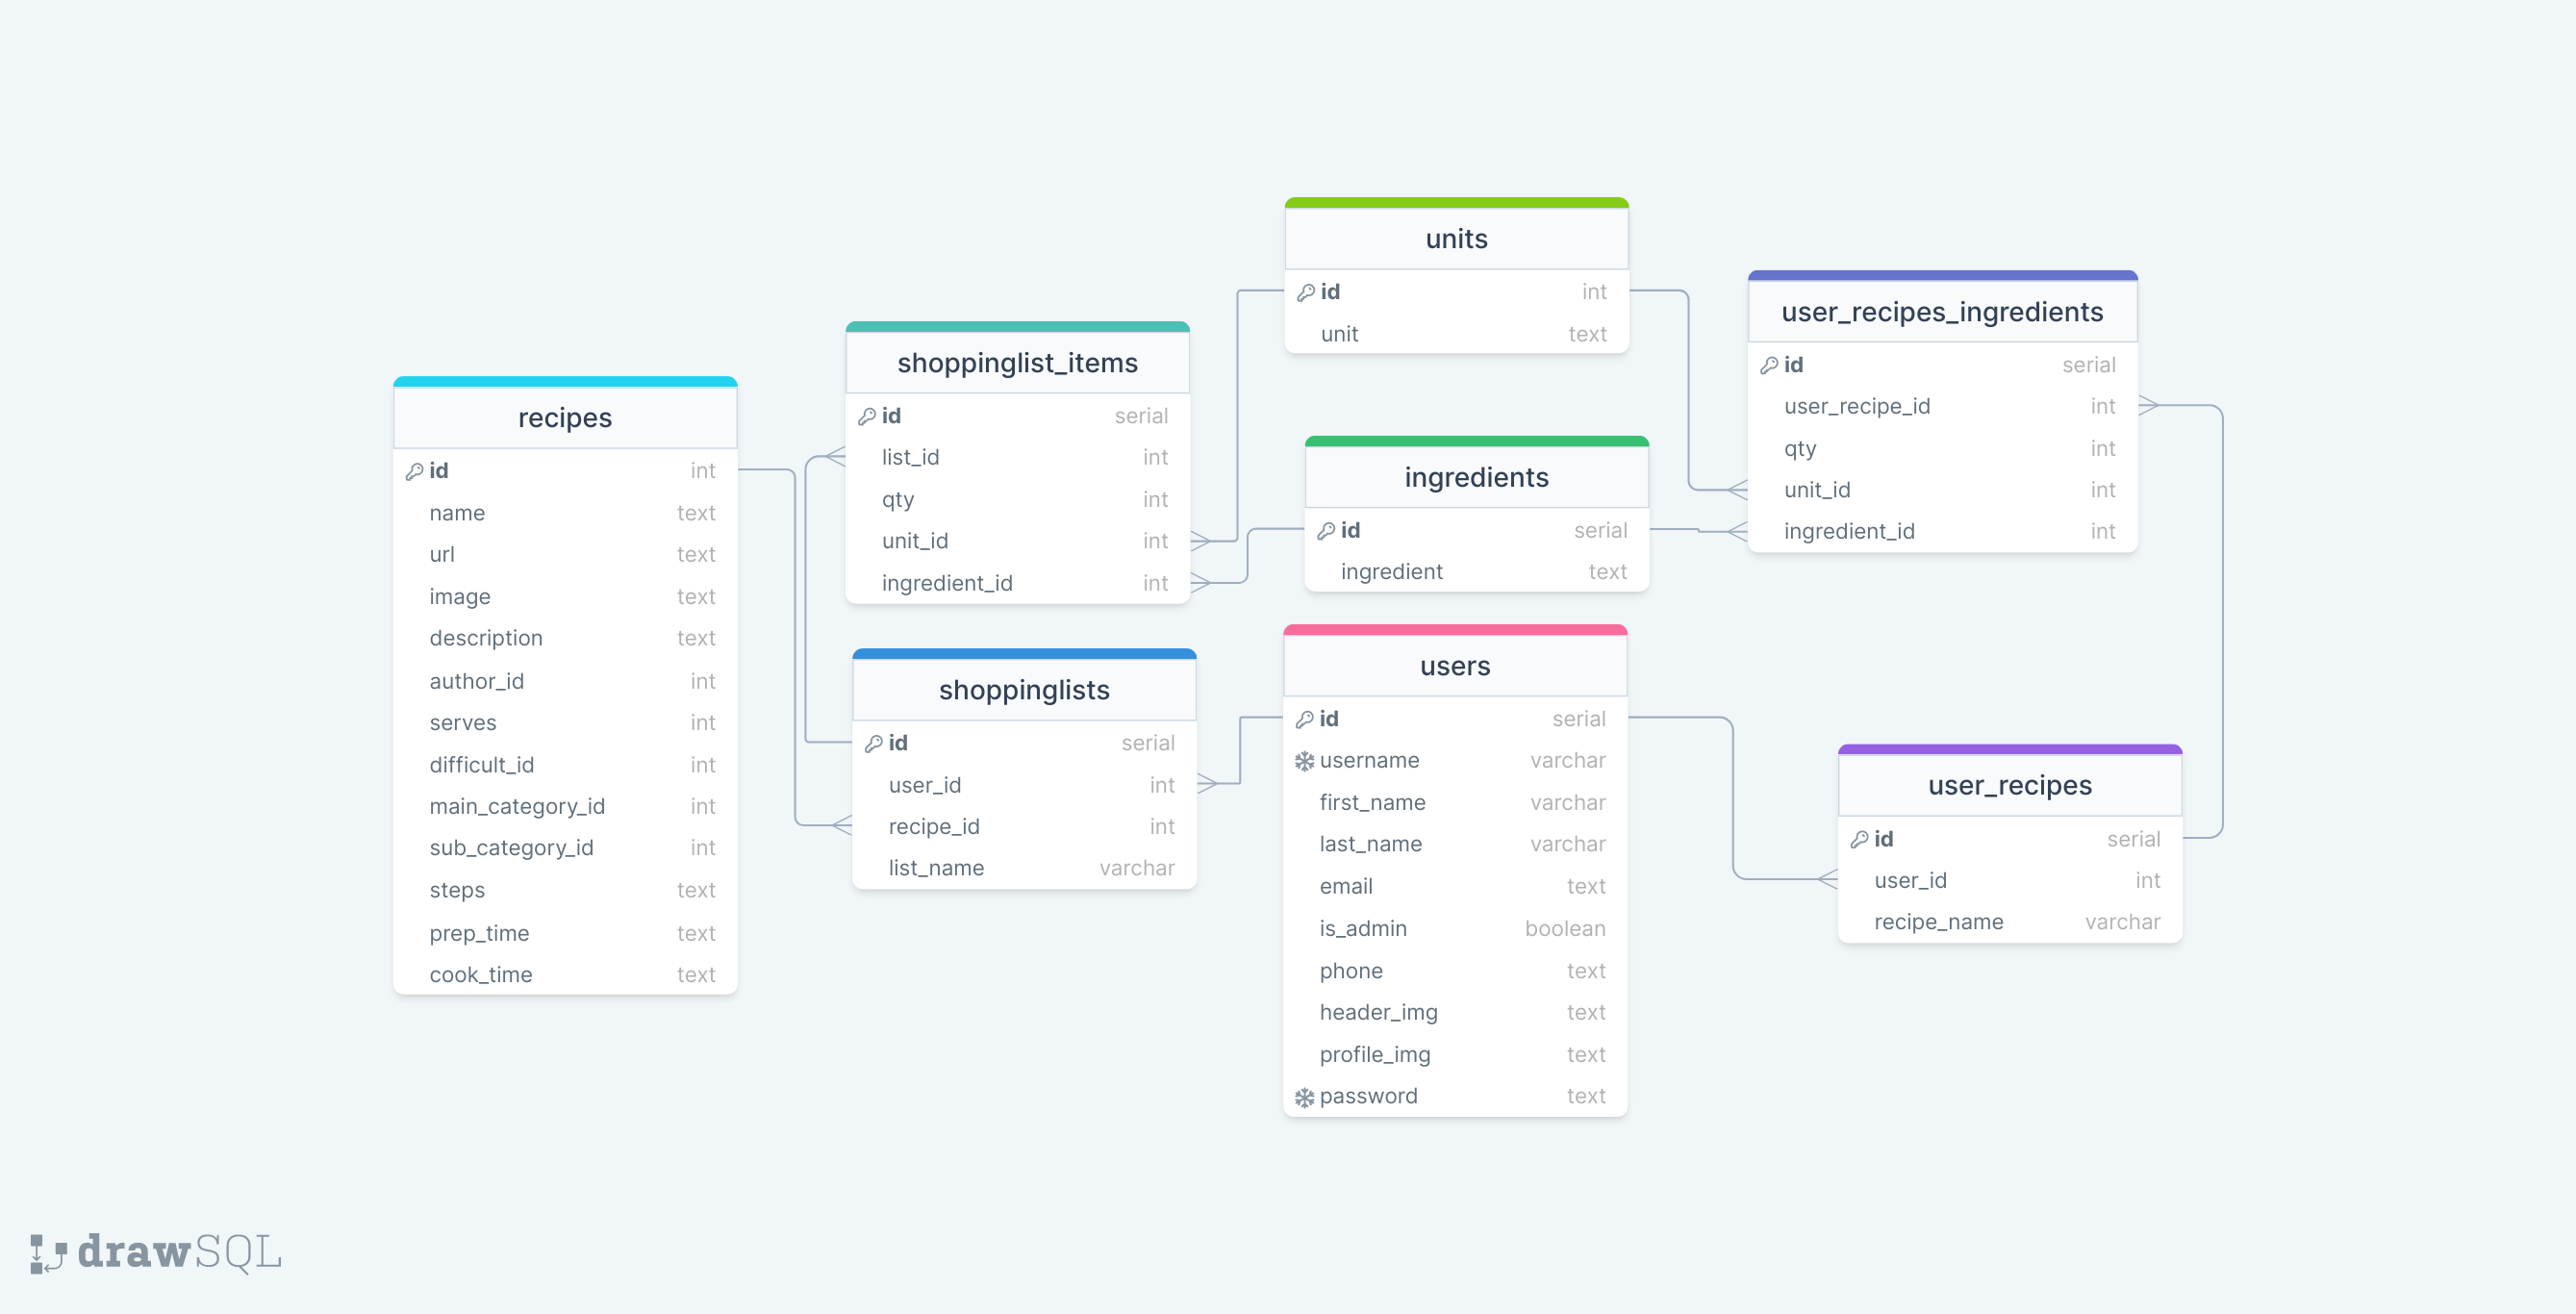 recipes
id int
name text
url text
image text
description text
author_id int
serves int
difficult_id int
main_category_id int
sub_category_id int
steps text
prep_time text
cook_time text
shoppinglist_items
id serial
list_id int
qty int
unit_id int
ingredient_id int
shoppinglists
id serial
user_id int
recipe_id int
list_name varchar
units
id int
unit text
ingredients
id serial
ingredient text
users
id serial
username varchar
first_name varchar
last_name varchar
email text
is_admin boolean
phone text
header_img text
profile_img text
password text
user_recipes_ingredients
id serial
user_recipe_id int
qty int
unit_id int
ingredient_id int
user_recipes
id serial
user_id int
recipe_name varchar
drawSQL